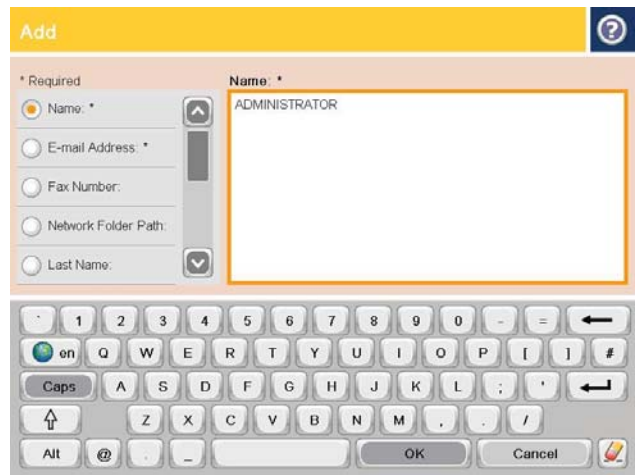 Add ?
* Required Name: *
Name: * ADMINISTRATOR
E-mail Address: *
Fax Number:
Network Folder Path:
Last Name:
` 1 2 3 4 5 6 7 8 9 0 - =
en Q W E R T Y U I O P [ ] #
Caps A S D F G H J K L ; '
Z X C V B N M , . /
Alt @ . _ OK Cancel